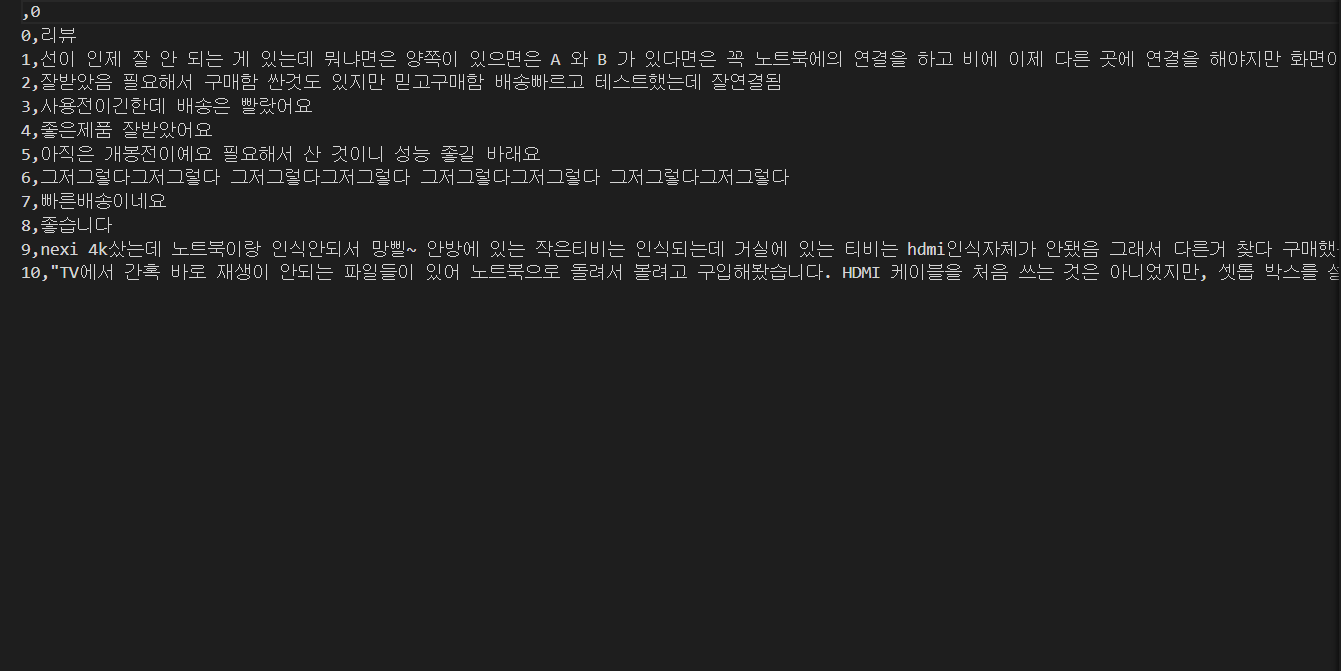 ,0
0,리뷰
1,선이 인제 잘 안 되는 게 있는데 뭐냐면은 양쪽이 있으면은 A 와 B 가 있다면은 꼭 노트북에의 연결을 하고 비에 이제 다른 곳에 연결을 해야지만 화면이
2,잘받았음 필요해서 구매함 싼것도 있지만 믿고구매함 배송빠르고 테스트했는데 잘연결됨
3,사용전이긴한데 배송은 빨랐어요
4,좋은제품 잘받았어요
5,아직은 개봉전이예요 필요해서 산 것이니 성능 좋길 바래요
6,그저그렇다그저그렇다 그저그렇다그저그렇다 그저그렇다그저그렇다 그저그렇다그저그렇다
7,빠른배송이네요
8,좋습니다
9,nexi 4k샀는데 노트북이랑 인식안되서 망삘~ 안방에 있는 작은티비는 인식되는데 거실에 있는 티비는 hdmi인식자체가 안됐음 그래서 다른거 찾다 구매했
10,"TV에서 간혹 바로 재생이 안되는 파일들이 있어 노트북으로 돌려서 볼려고 구입해봤습니다. HDMI 케이블을 처음 쓰는 것은 아니었지만, 셋톱 박스를